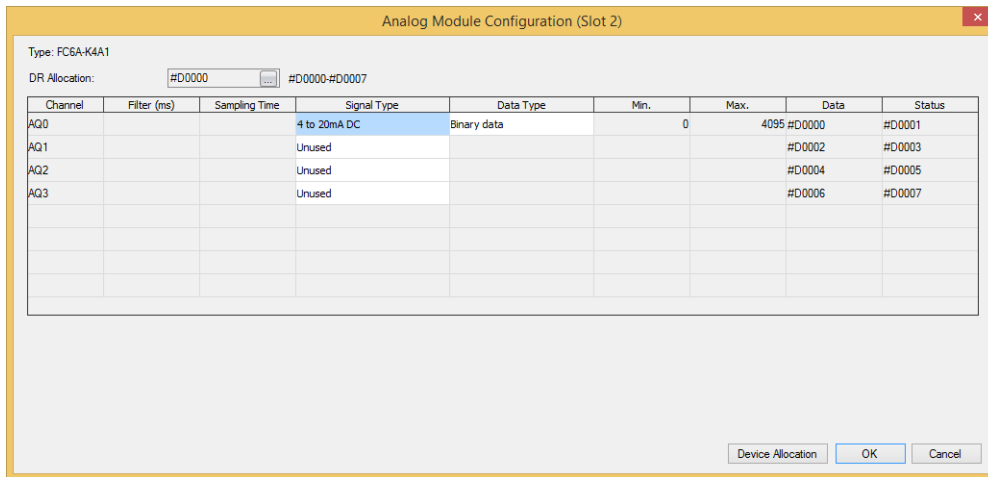 Analog Module Configuration (Slot 2)
Type: FC6A-K4A1
DR Allocation: #D0000 ... #D0000-#D0007
Channel Filter (ms) Sampling Time Signal Type Data Type Min. Max. Data Status
AQ0 4 to 20mA DC Binary data 0 4095 #D0000 #D0001
AQ1 Unused #D0002 #D0003
AQ2 Unused #D0004 #D0005
AQ3 Unused #D0006 #D0007
Device Allocation OK Cancel